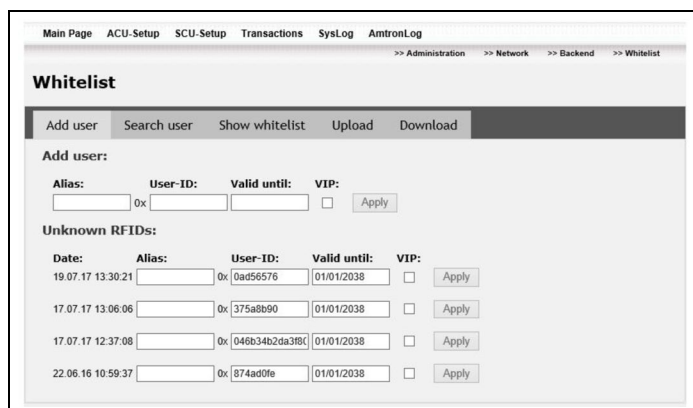 Main Page ACU-Setup SCU-Setup Transactions SysLog AmtronLog
>> Administration >> Network >> Backend >> Whitelist
Whitelist
Add user Search user Show whitelist Upload Download
Add user:
Alias: User-ID: Valid until: VIP:
0x Apply
Unknown RFIDs:
Date: Alias: User-ID: Valid until: VIP:
19.07.17 13:30:21 0x 0ad56576 01/01/2038 Apply
17.07.17 13:06:06 0x 375a8b90 01/01/2038 Apply
17.07.17 12:37:08 0x 046b34b2da3f8 01/01/2038 Apply
22.06.16 10:59:37 0x 874ad0fe 01/01/2038 Apply